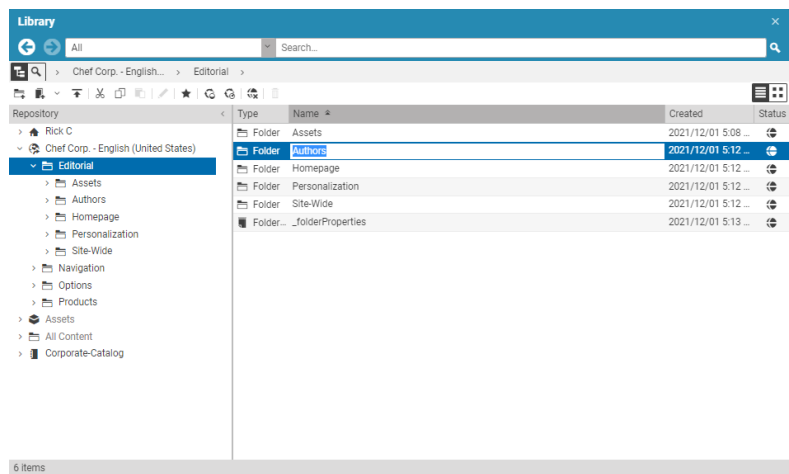 Library
All
Search...
Chef Corp. - English... Editorial
Repository
Type Name Created Status
Rick C
Chef Corp. - English (United States)
Editorial
Assets
Authors
Homepage
Personalization
Site-Wide
Navigation
Options
Products
Assets
All Content
Corporate-Catalog
Folder Assets 2021/12/01 5:08 ...
Folder Authors 2021/12/01 5:12 ...
Folder Homepage 2021/12/01 5:12 ...
Folder Personalization 2021/12/01 5:12 ...
Folder Site-Wide 2021/12/01 5:12 ...
Folder... _folderProperties 2021/12/01 5:13 ...
6 items